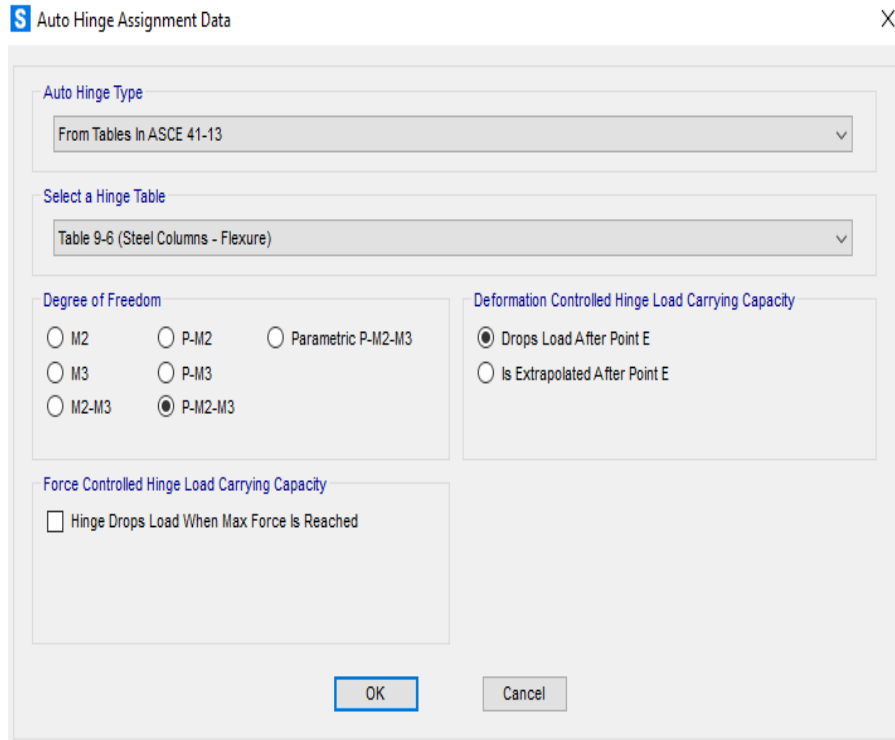 S Auto Hinge Assignment Data X
Auto Hinge Type
From Tables In ASCE 41-13
Select a Hinge Table
Table 9-6 (Steel Columns - Flexure)
Degree of Freedom
M2 P-M2 Parametric P-M2-M3
M3 P-M3
M2-M3 P-M2-M3
Deformation Controlled Hinge Load Carrying Capacity
Drops Load After Point E
Is Extrapolated After Point E
Force Controlled Hinge Load Carrying Capacity
Hinge Drops Load When Max Force Is Reached
OK Cancel